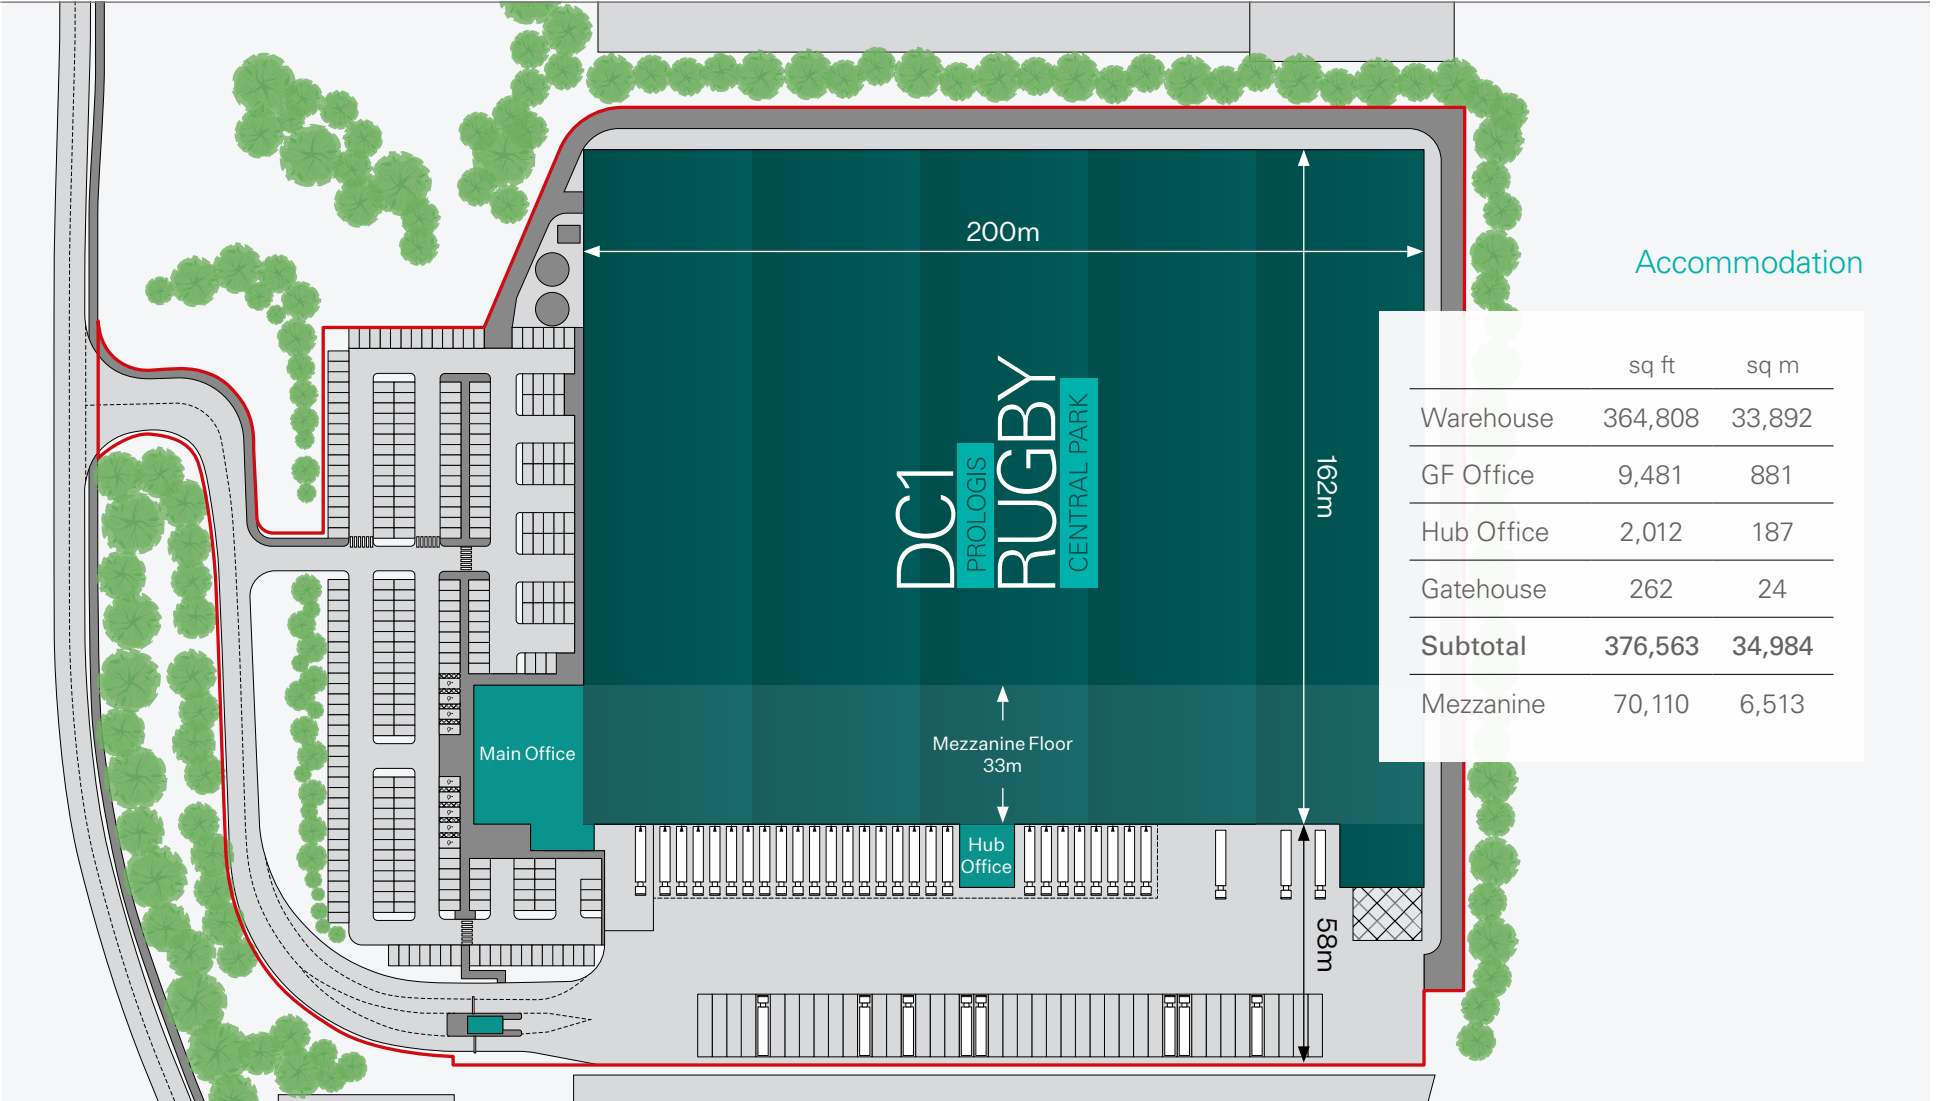 200m
162m
DC1
PROLOGIS
RUGBY
CENTRAL PARK
Mezzanine Floor
33m
Main Office
Hub
Office
58m
Accommodation
sq ft sq m
Warehouse 364,808 33,892
GF Office 9,481 881
Hub Office 2,012 187
Gatehouse 262 24
Subtotal 376,563 34,984
Mezzanine 70,110 6,513